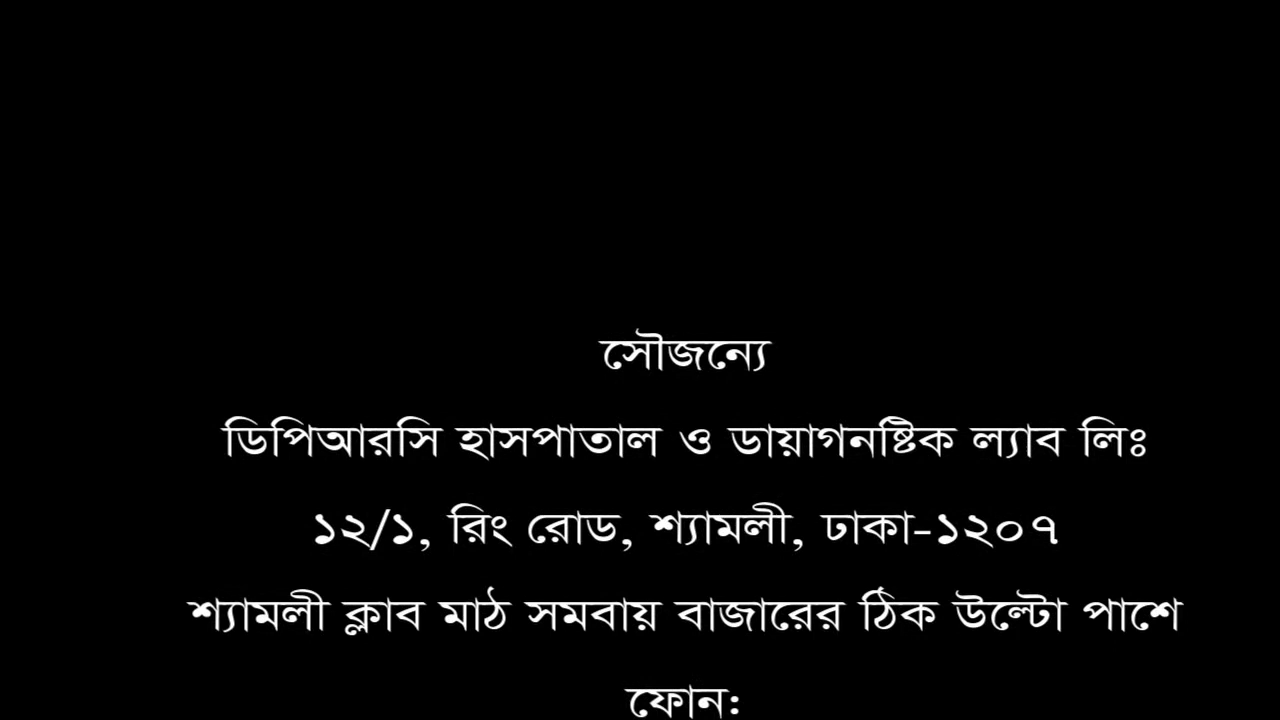 সৌজন্যে
ডিপিআরসি হাসপাতাল ও ডায়াগনষ্টিক ল্যাব লিঃ
১২/১, রিং রোড, শ্যামলী, ঢাকা-১২০৭
শ্যামলী ক্লাব মাঠ সমবায় বাজারের ঠিক উল্টো পাশে
ফোন: